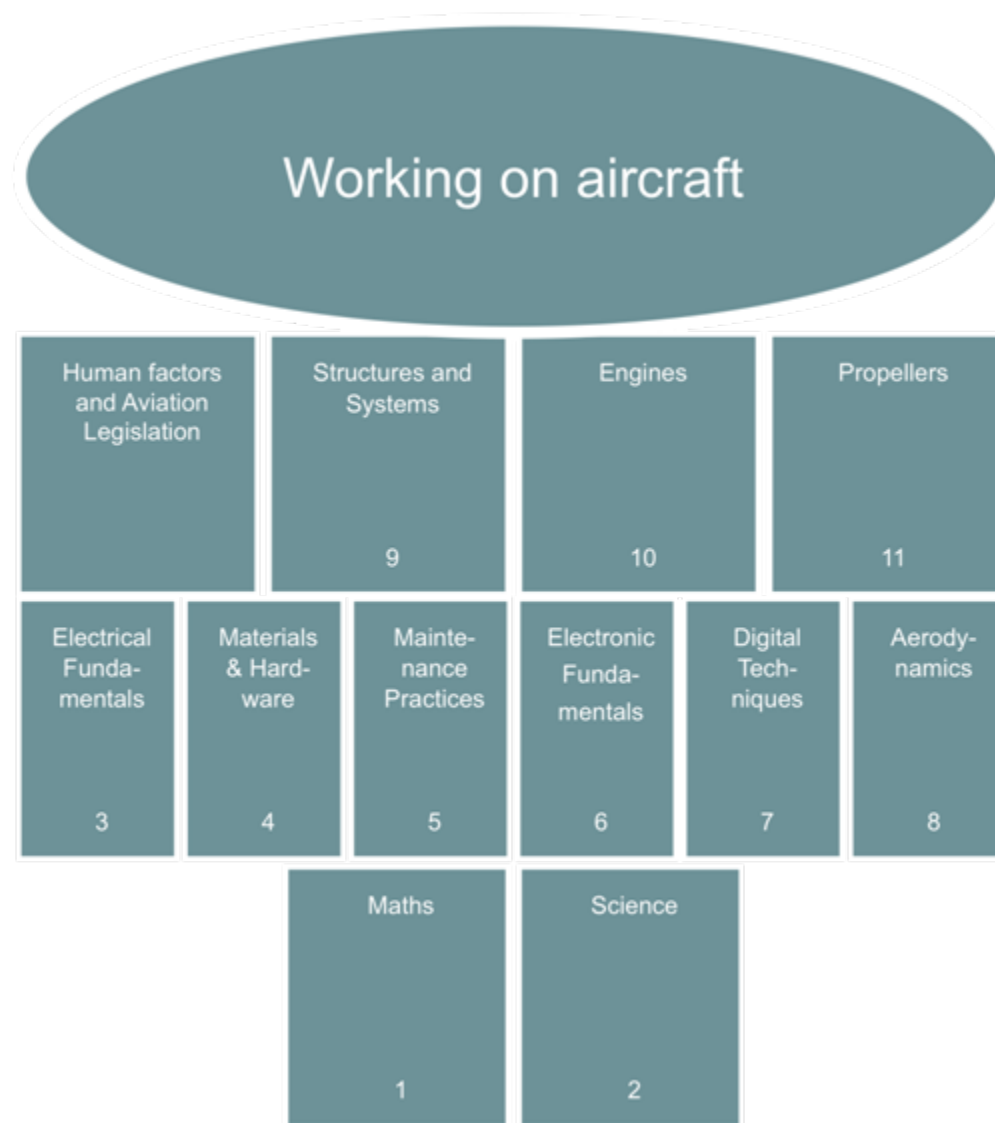 Working on aircraft
Human factors
and Aviation
Legislation
Structures and
Systems
9
Engines
10
Propellers
11
Electrical
Funda-
mentals
3
Materials
& Hard-
ware
4
Mainte-
nance
Practices
5
Electronic
Funda-
mentals
6
Digital
Tech-
niques
7
Aerody-
namics
8
Maths
1
Science
2